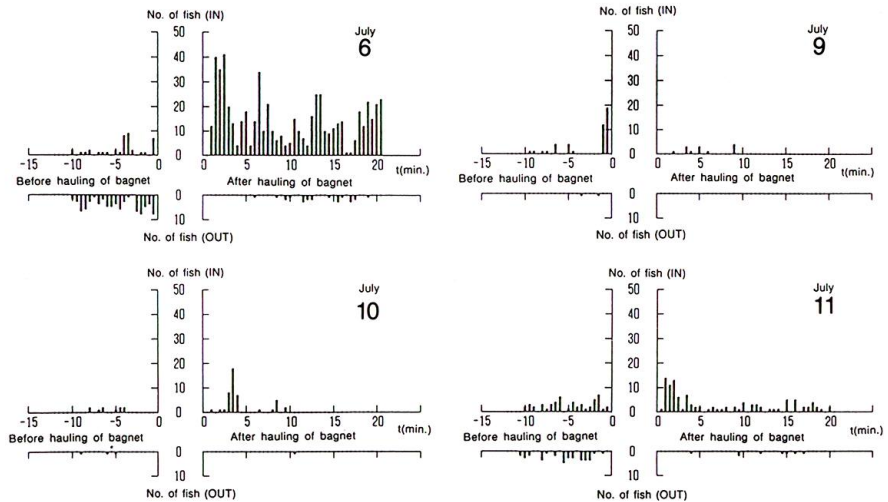 No. of fish (IN)
July
6
50
40
30
20
10
0
-15 -10 -5 0 5 10 15 20 t(min.)
Before hauling of bagnet After hauling of bagnet
0
10
No. of fish (OUT)
No. of fish (IN)
July
9
50
40
30
20
10
0
-15 -10 -5 0 5 10 15 20 t(min.)
Before hauling of bagnet After hauling of bagnet
0
10
No. of fish (OUT)
No. of fish (IN)
July
10
50
40
30
20
10
0
-15 -10 -5 0 5 10 15 20 t(min.)
Before hauling of bagnet After hauling of bagnet
0
10
No. of fish (OUT)
No. of fish (IN)
July
11
50
40
30
20
10
0
-15 -10 -5 0 5 10 15 20 t(min.)
Before hauling of bagnet After hauling of bagnet
0
10
No. of fish (OUT)